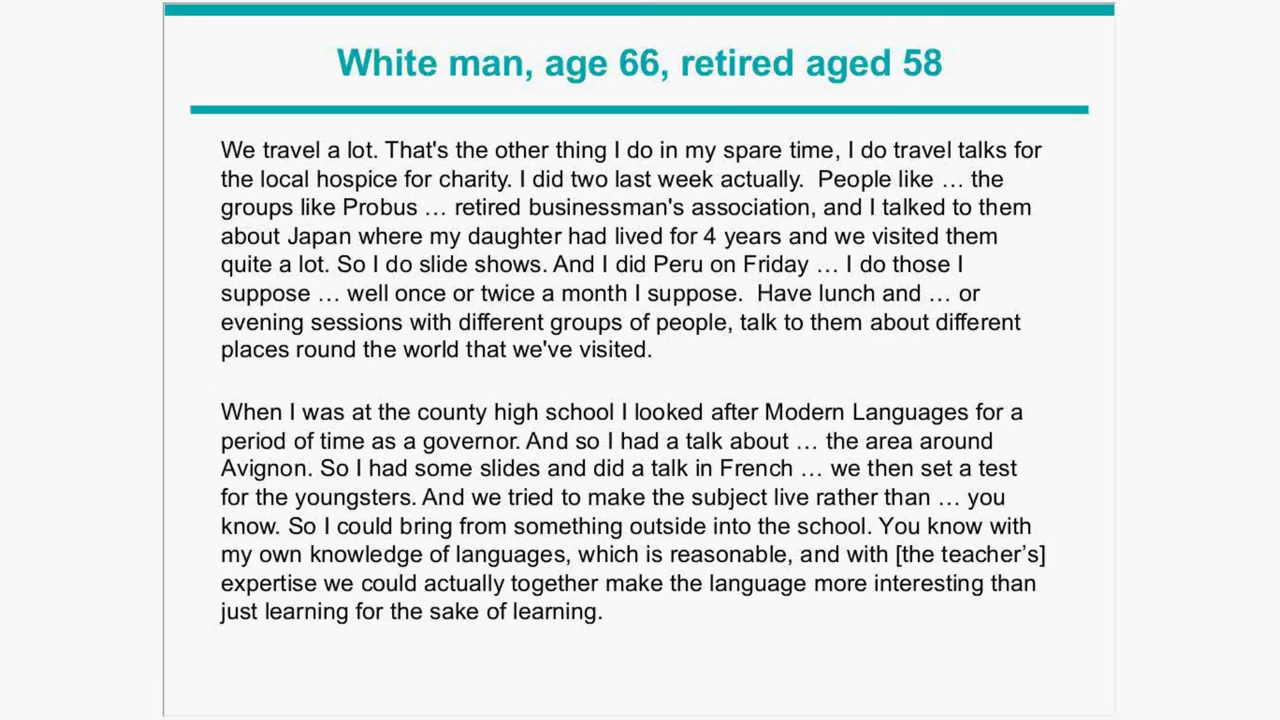 White man, age 66, retired aged 58
We travel a lot. That's the other thing I do in my spare time, I do travel talks for
the local hospice for charity. I did two last week actually.  People like … the
groups like Probus … retired businessman's association, and I talked to them
about Japan where my daughter had lived for 4 years and we visited them
quite a lot. So I do slide shows. And I did Peru on Friday … I do those I
suppose … well once or twice a month I suppose.  Have lunch and … or
evening sessions with different groups of people, talk to them about different
places round the world that we've visited.
When I was at the county high school I looked after Modern Languages for a
period of time as a governor. And so I had a talk about … the area around
Avignon. So I had some slides and did a talk in French … we then set a test
for the youngsters. And we tried to make the subject live rather than … you
know. So I could bring from something outside into the school. You know with
my own knowledge of languages, which is reasonable, and with [the teacher’s]
expertise we could actually together make the language more interesting than
just learning for the sake of learning.